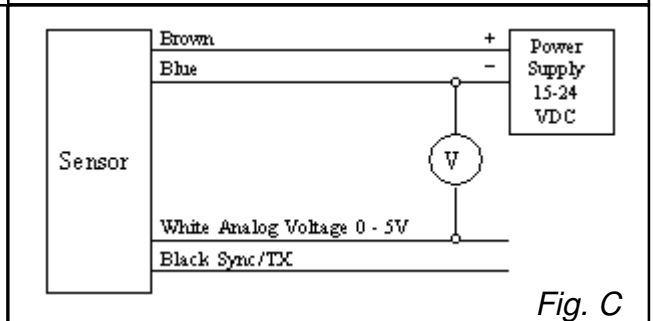 Brown
+
Power
Supply
15-24
VDC
Blue
−
Sensor
V
White Analog Voltage 0 - 5V
Black Sync/TX
Fig. C